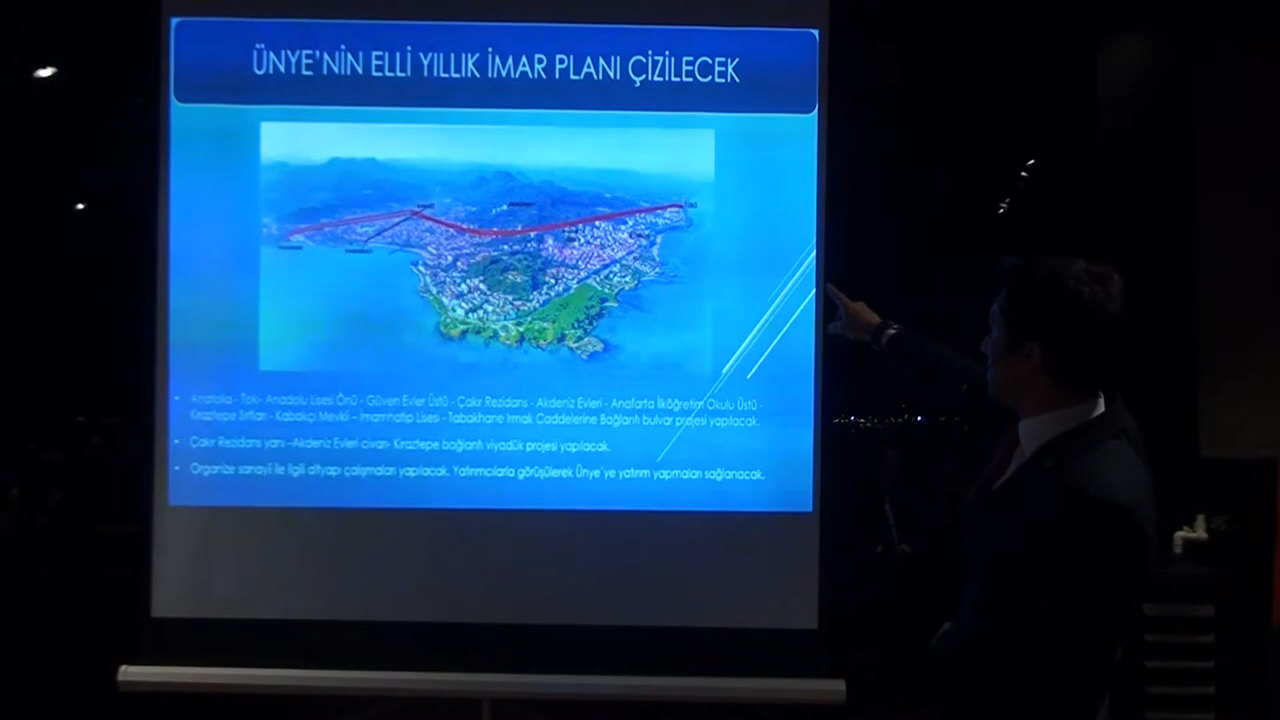 ÜNYE'NİN ELLİ YILLIK İMAR PLANI ÇİZİLECEK
Anatolia - Toki- Anadolu Lisesi Önü - Güven Evler Üstü - Çakır Rezidans - Akdeniz Evleri - Anafarta İlköğretim Okulu Üstü -
Kiraztepe Sırtları - Kabakçı Mevkii – İmamhatip Lisesi - Tabakhane Irmak Caddelerine Bağlantı bulvar projesi yapılacak.
Çakır Rezidans yanı –Akdeniz Evleri civarı- Kiraztepe bağlantı viyadük projesi yapılacak.
Organize sanayii ile ilgili altyapı çalışmaları yapılacak. Yatırımcılarla görüşülerek Ünye'ye yatırım yapmaları sağlanacak.